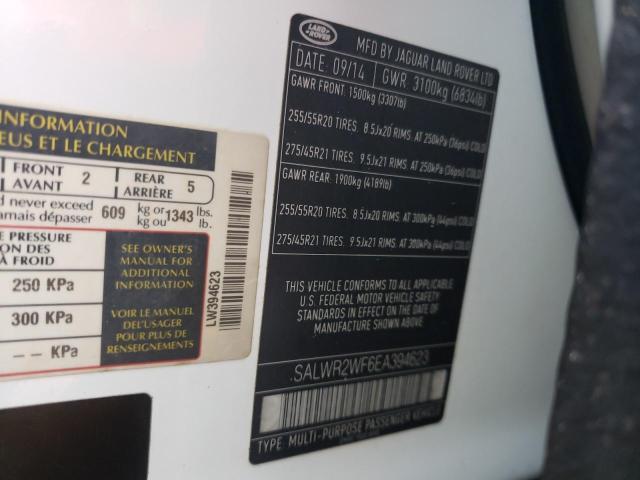 INFORMATION
EUS ET LE CHARGEMENT
FRONT 2 REAR 5
AVANT ARRIÈRE
d never exceed 609 kg or 1343 lbs.
amais dépasser kg ou lb.
E PRESSURE
ON DES
À FROID
250 KPa
300 KPa
-- KPa
SEE OWNER'S
MANUAL FOR
ADDITIONAL
INFORMATION
VOIR LE MANUEL
DEL'USAGER
POUR PLUS DE
RENSEIGNEMENTS
LW394623
LAND
ROVER
MFD BY JAGUAR LAND ROVER LTD
DATE: 09/14 GWR: 3100kg (6834lb)
GAWR FRONT: 1500kg (3307lb)
255/55R20 TIRES. 8.5Jx20 RIMS. AT 250kPa (36psi) COLD
275/45R21 TIRES. 9.5Jx21 RIMS. AT 250kPa (36psi) COLD
GAWR REAR: 1900kg (4189lb)
255/55R20 TIRES. 8.5Jx20 RIMS. AT 300kPa (44psi) COLD
275/45R21 TIRES. 9.5Jx21 RIMS. AT 300kPa (44psi) COLD
THIS VEHICLE CONFORMS TO ALL APPLICABLE
U.S. FEDERAL MOTOR VEHICLE SAFETY
STANDARDS IN EFFECT ON THE DATE OF
MANUFACTURE SHOWN ABOVE.
.SALWR2WF6EA394623.
TYPE: MULTI-PURPOSE PASSENGER VEHICLE